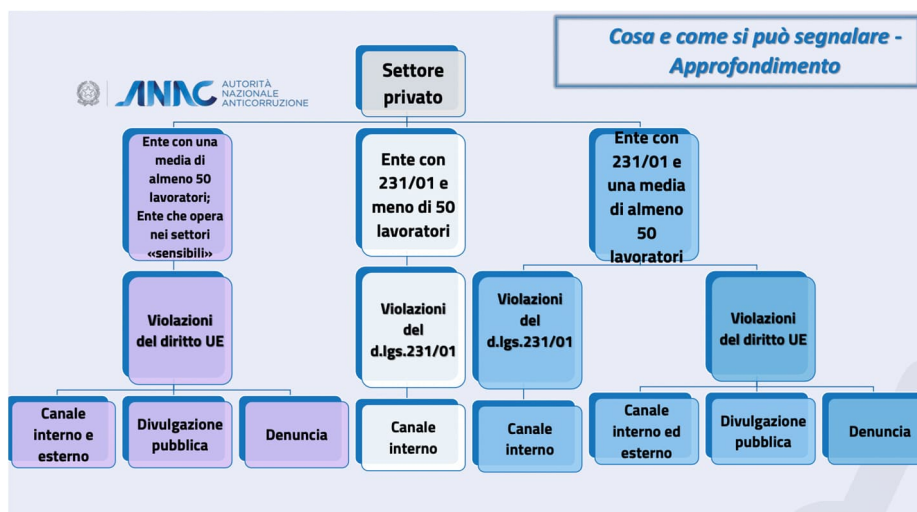 Cosa e come si può segnalare -
Approfondimento
ANAC
AUTORITÀ
NAZIONALE
ANTICORRUZIONE
Settore
privato
Ente con una
media di
almeno 50
lavoratori;
Ente che opera
nei settori
«sensibili»
Ente con
231/01 e
meno di 50
lavoratori
Ente con
231/01 e
una media
di almeno
50
lavoratori
Violazioni
del diritto UE
Violazioni
del
d.lgs.231/01
Violazioni
del
d.lgs.231/01
Violazioni
del diritto UE
Canale
interno e
esterno
Divulgazione
pubblica
Denuncia
Canale
interno
Canale
interno
Canale
interno ed
esterno
Divulgazione
pubblica
Denuncia